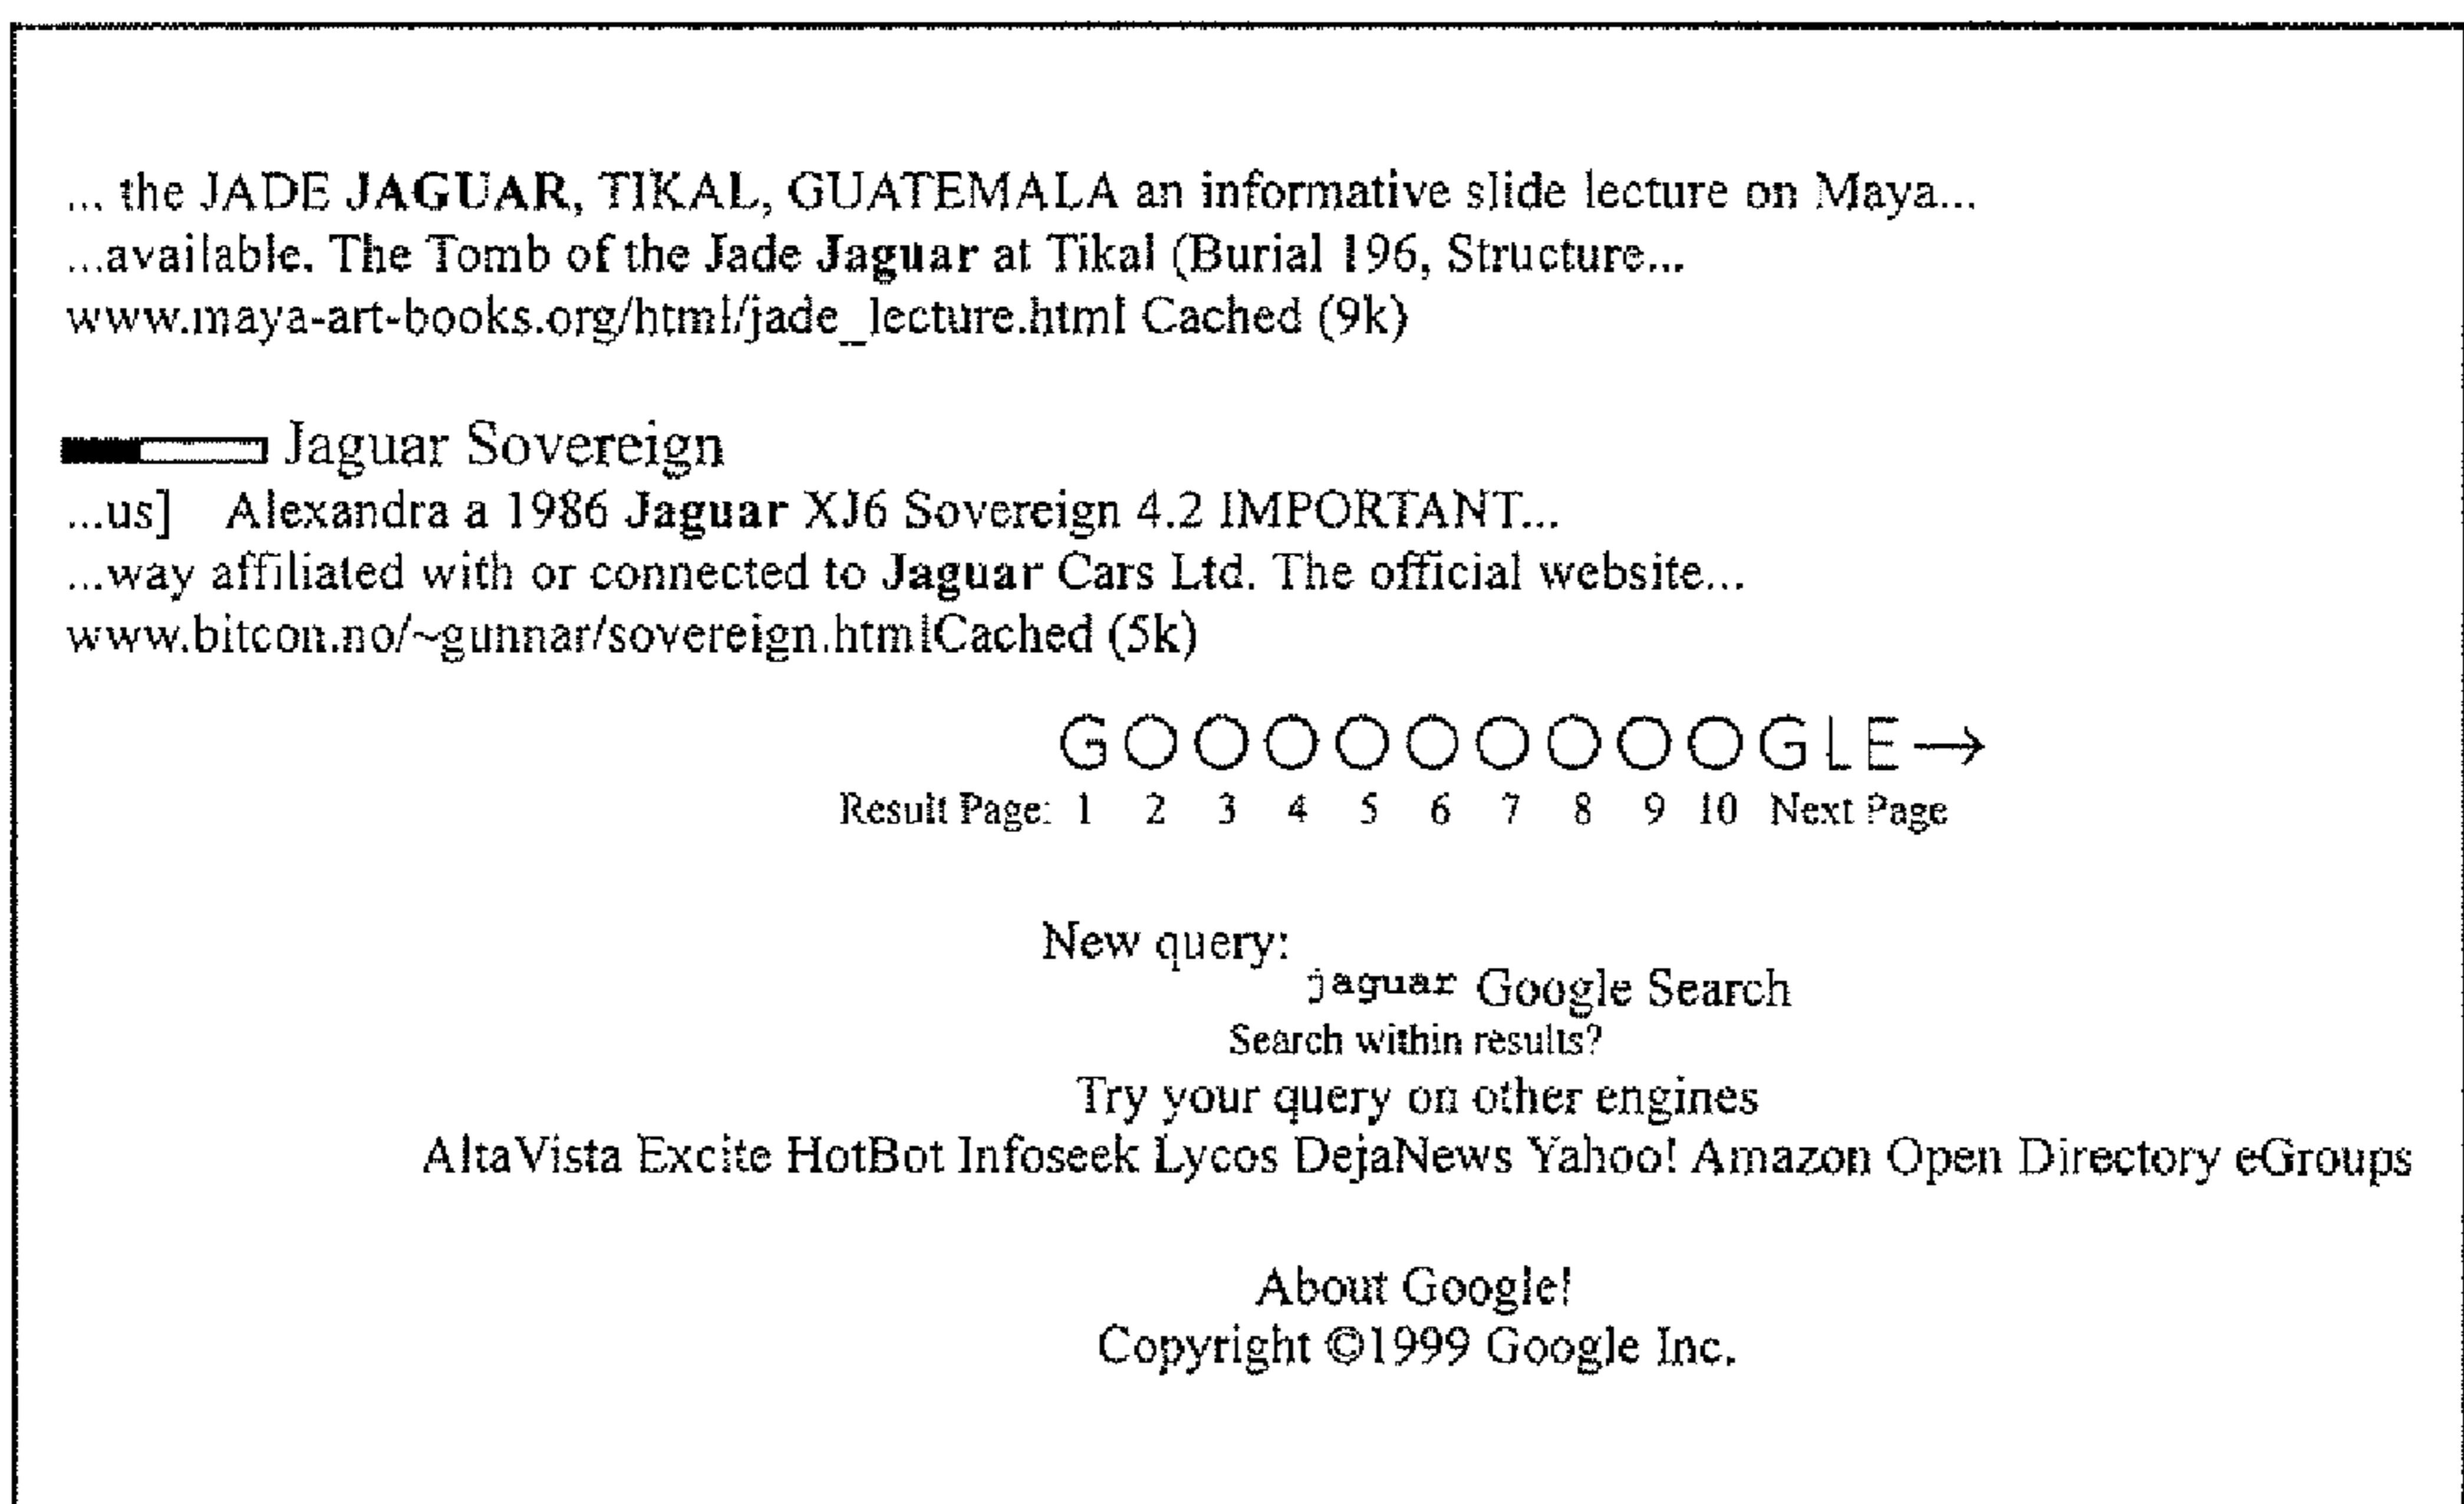 ... the JADE JAGUAR, TIKAL, GUATEMALA an informative slide lecture on Maya...
...available. The Tomb of the Jade Jaguar at Tikal (Burial 196, Structure...
www.maya-art-books.org/html/jade_lecture.html Cached (9k)
Jaguar Sovereign
...us] Alexandra a 1986 Jaguar XJ6 Sovereign 4.2 IMPORTANT...
...way affiliated with or connected to Jaguar Cars Ltd. The official website...
www.bitcon.no/~gunnar/sovereign.htmlCached (5k)
GOOOOOOOOOGLE→
Result Page: 1 2 3 4 5 6 7 8 9 10 Next Page
New query:
jaguar Google Search
Search within results?
Try your query on other engines
AltaVista Excite HotBot Infoseek Lycos DejaNews Yahoo! Amazon Open Directory eGroups
About Google!
Copyright ©1999 Google Inc.